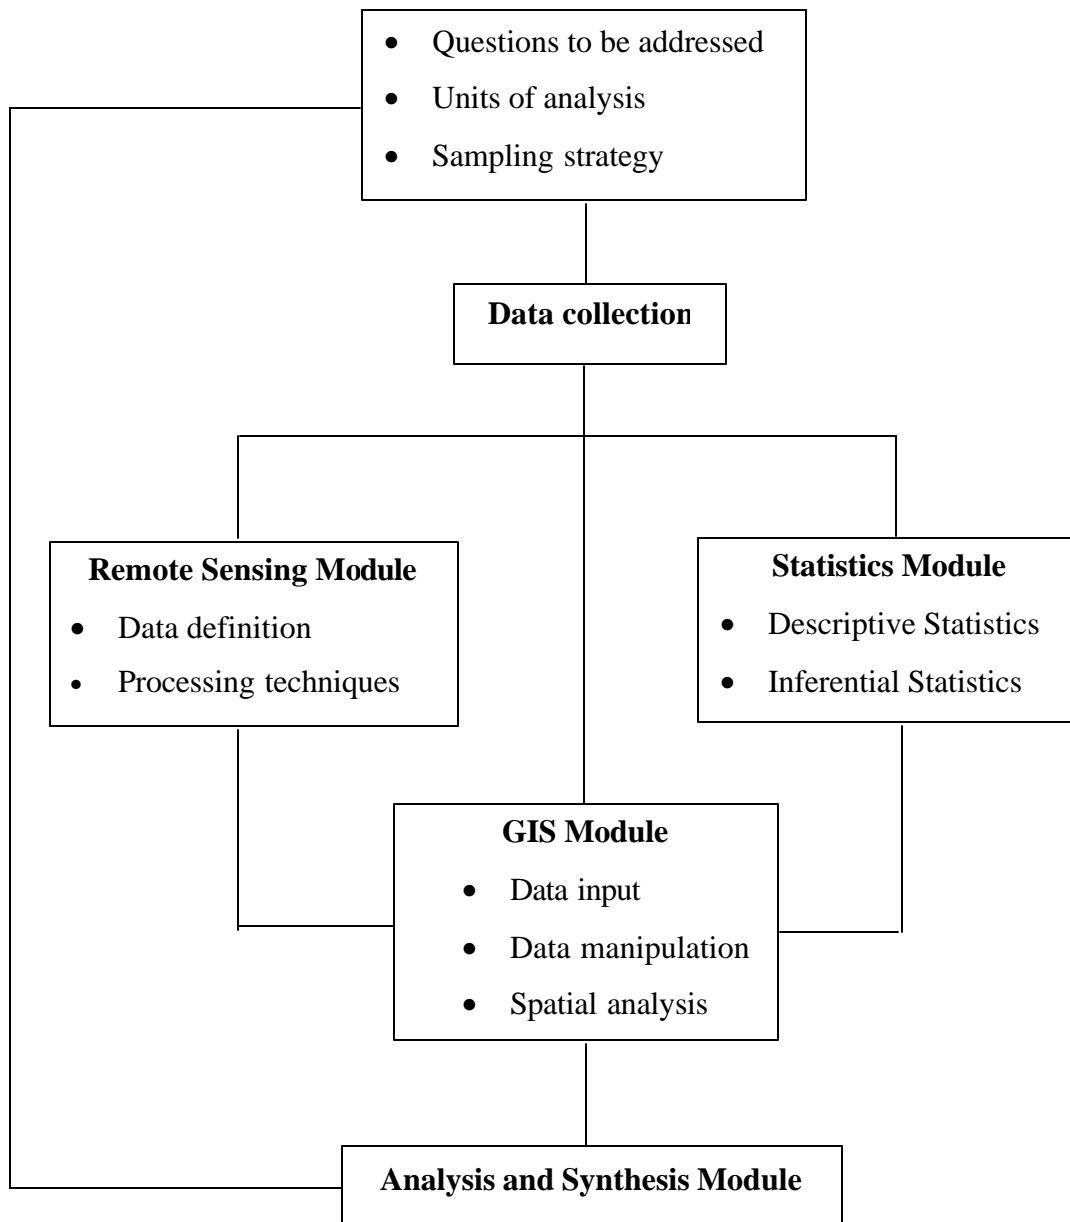 • Questions to be addressed
• Units of analysis
• Sampling strategy
Data collection
Remote Sensing Module
• Data definition
• Processing techniques
Statistics Module
• Descriptive Statistics
• Inferential Statistics
GIS Module
• Data input
• Data manipulation
• Spatial analysis
Analysis and Synthesis Module